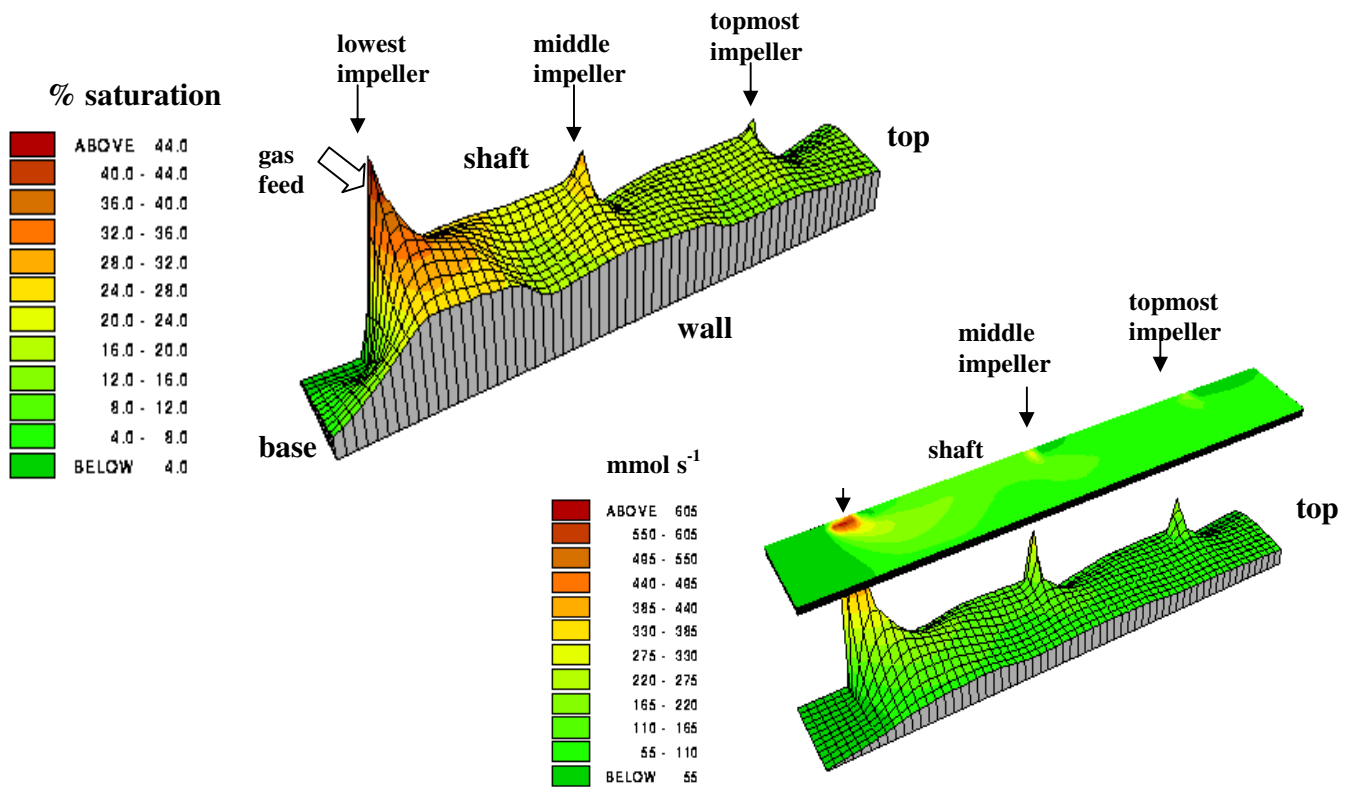 lowest
impeller
middle
impeller
topmost
impeller
% saturation
ABOVE 44.0
40.0 - 44.0
36.0 - 40.0
32.0 - 36.0
28.0 - 32.0
24.0 - 28.0
20.0 - 24.0
16.0 - 20.0
12.0 - 16.0
8.0 - 12.0
4.0 - 8.0
BELOW 4.0
gas
feed
shaft
top
wall
base
middle
impeller
topmost
impeller
shaft
mmol s⁻¹
ABOVE 605
550 - 605
495 - 550
440 - 495
385 - 440
330 - 385
275 - 330
220 - 275
165 - 220
110 - 165
55 - 110
BELOW 55
top